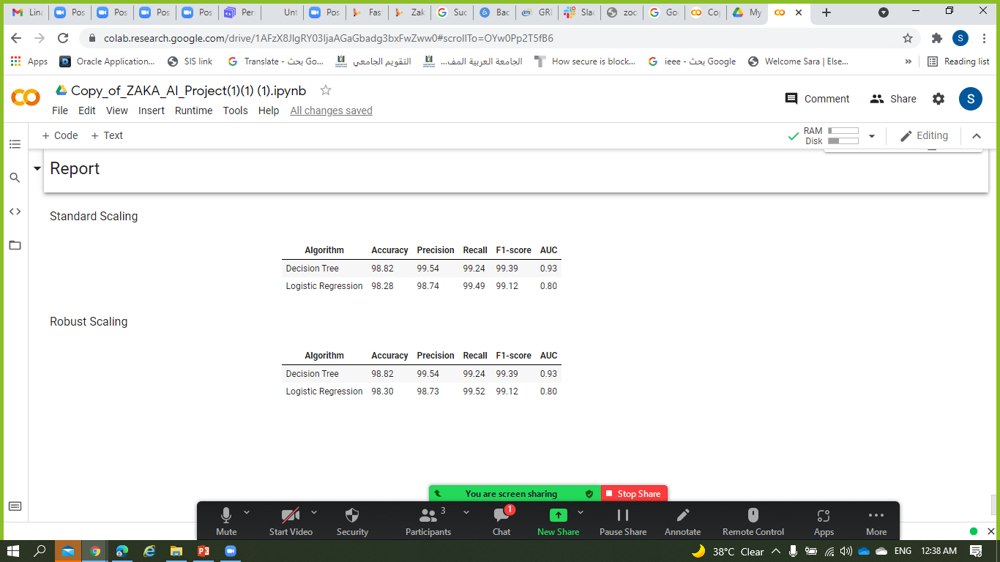 Lina
Pos
Pos
Pos
Pos
Per
Unt
Pos
Fas
Zak
Suc
Bac
GRE
Sla
zoo
Go
Co
My
colab.research.google.com/drive/1AFzX8JlgRY03IjaAGaGbadg3bxFwZww0#scrollTo=OYw0Pp2T5fB6
S
Apps
Oracle Application...
SIS link
Translate - بحث Go...
التقويم الجامعي
الجامعة العربية المف...
How secure is block...
ieee - بحث Google
Welcome Sara | Else...
»
Reading list
Copy_of_ZAKA_AI_Project(1)(1) (1).ipynb
Comment
Share
S
File Edit View Insert Runtime Tools Help All changes saved
+ Code + Text
RAM
Disk
Editing
Report
Standard Scaling
Algorithm Accuracy Precision Recall F1-score AUC
Decision Tree 98.82 99.54 99.24 99.39 0.93
Logistic Regression 98.28 98.74 99.49 99.12 0.80
Robust Scaling
Algorithm Accuracy Precision Recall F1-score AUC
Decision Tree 98.82 99.54 99.24 99.39 0.93
Logistic Regression 98.30 98.73 99.52 99.12 0.80
You are screen sharing
Stop Share
3
1
Mute
Start Video
Security
Participants
Chat
New Share
Pause Share
Annotate
Remote Control
Apps
More
38°C Clear
ENG
12:38 AM